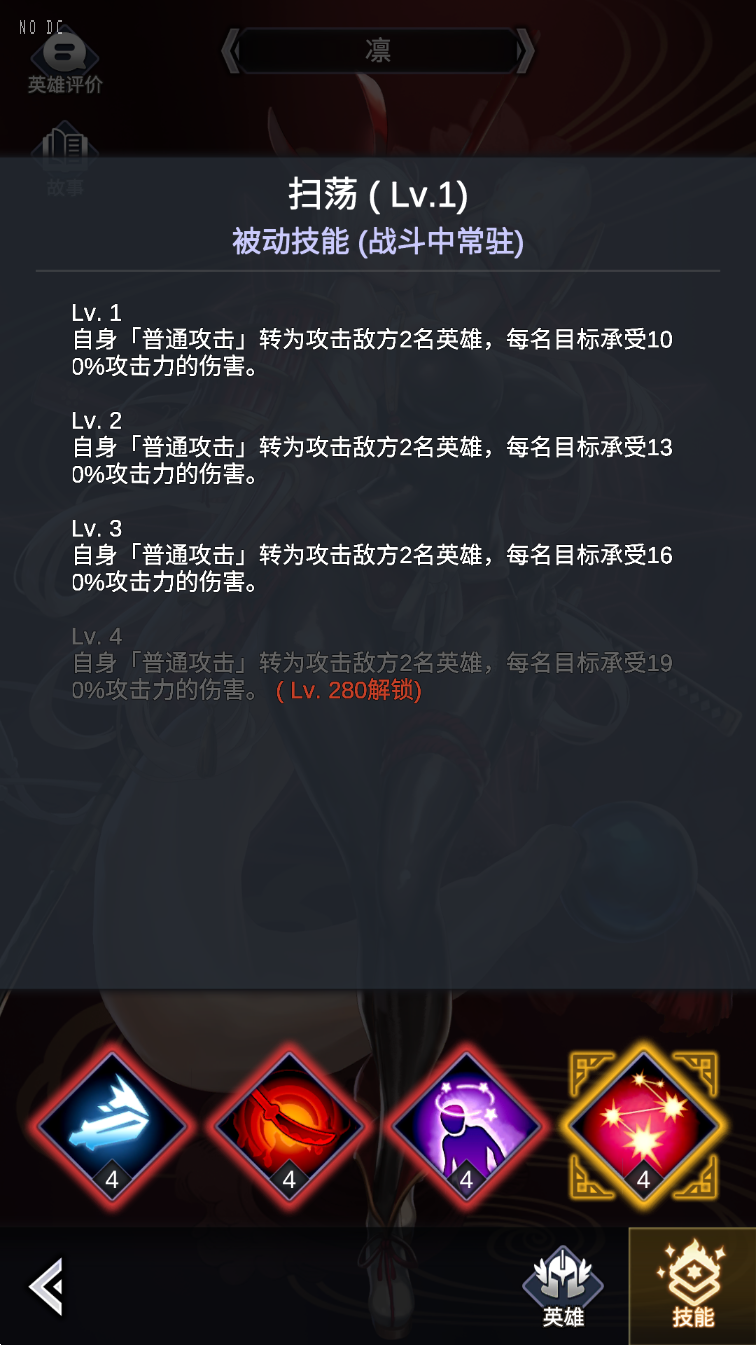 NO DC
凛
英雄评价
故事
扫荡 ( Lv.1)
被动技能 (战斗中常驻)
Lv. 1
自身「普通攻击」转为攻击敌方2名英雄，每名目标承受10
0%攻击力的伤害。
Lv. 2
自身「普通攻击」转为攻击敌方2名英雄，每名目标承受13
0%攻击力的伤害。
Lv. 3
自身「普通攻击」转为攻击敌方2名英雄，每名目标承受16
0%攻击力的伤害。
Lv. 4
自身「普通攻击」转为攻击敌方2名英雄，每名目标承受19
0%攻击力的伤害。 ( Lv. 280解锁)
4 4 4 4
英雄 技能